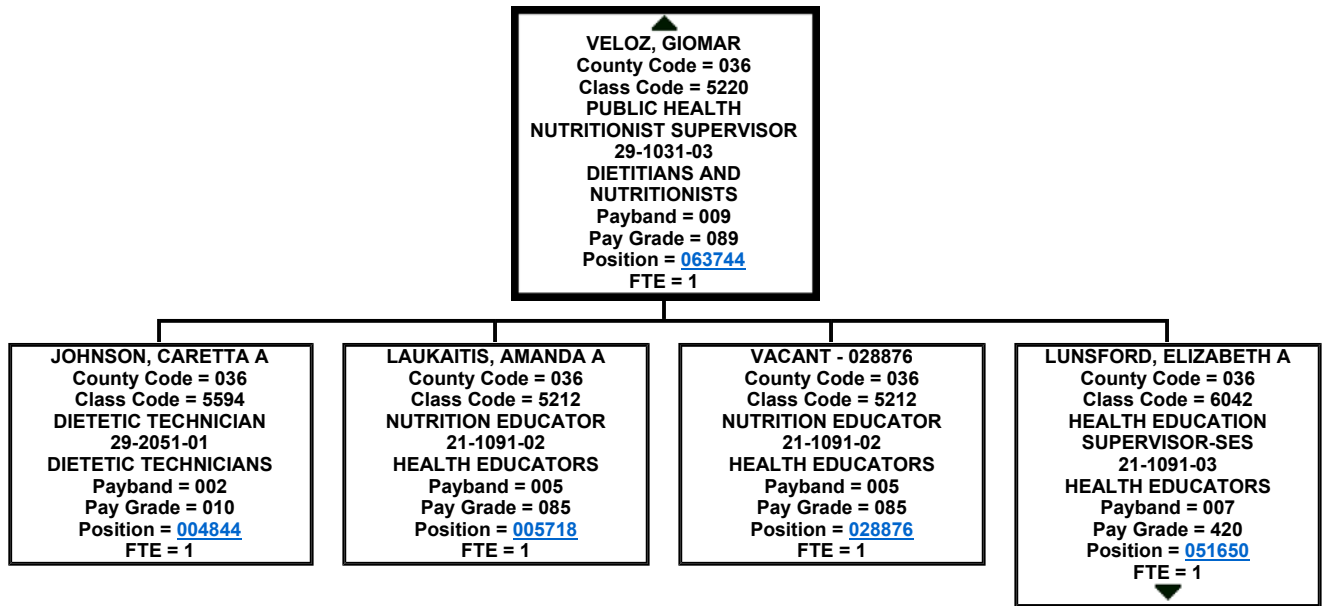 VELOZ, GIOMAR
County Code = 036
Class Code = 5220
PUBLIC HEALTH
NUTRITIONIST SUPERVISOR
29-1031-03
DIETITIANS AND
NUTRITIONISTS
Payband = 009
Pay Grade = 089
Position = 063744
FTE = 1
JOHNSON, CARETTA A
County Code = 036
Class Code = 5594
DIETETIC TECHNICIAN
29-2051-01
DIETETIC TECHNICIANS
Payband = 002
Pay Grade = 010
Position = 004844
FTE = 1
LAUKAITIS, AMANDA A
County Code = 036
Class Code = 5212
NUTRITION EDUCATOR
21-1091-02
HEALTH EDUCATORS
Payband = 005
Pay Grade = 085
Position = 005718
FTE = 1
VACANT - 028876
County Code = 036
Class Code = 5212
NUTRITION EDUCATOR
21-1091-02
HEALTH EDUCATORS
Payband = 005
Pay Grade = 085
Position = 028876
FTE = 1
LUNSFORD, ELIZABETH A
County Code = 036
Class Code = 6042
HEALTH EDUCATION
SUPERVISOR-SES
21-1091-03
HEALTH EDUCATORS
Payband = 007
Pay Grade = 420
Position = 051650
FTE = 1